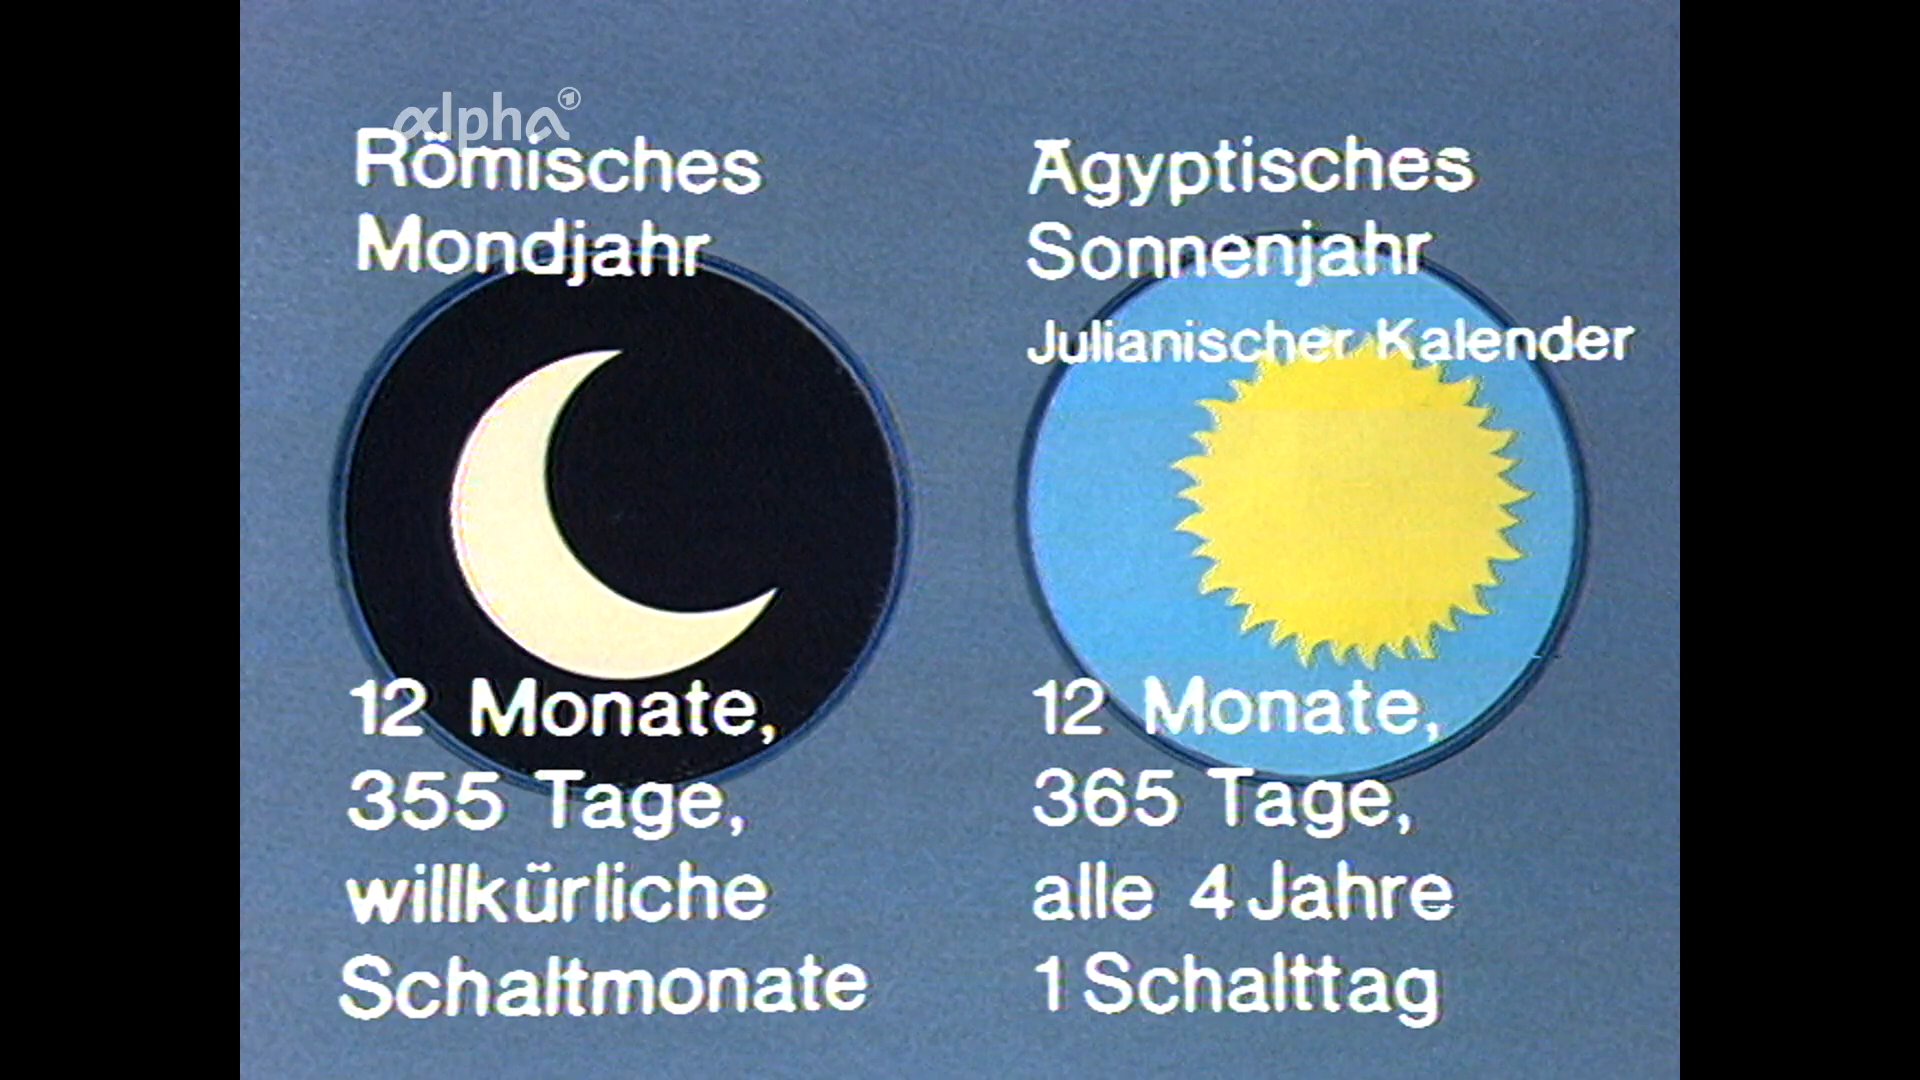 alpha
Römisches
Mondjahr
12 Monate,
355 Tage,
willkürliche
Schaltmonate
Ägyptisches
Sonnenjahr
Julianischer Kalender
12 Monate,
365 Tage,
alle 4 Jahre
1 Schalttag